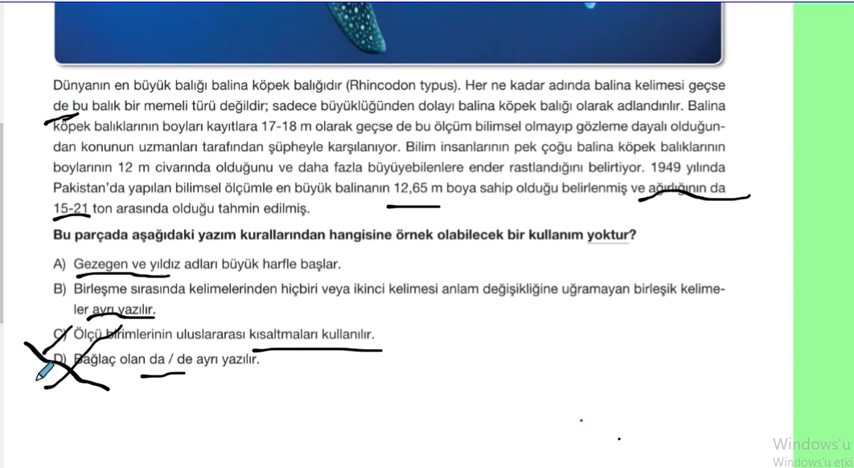 Dünyanın en büyük balığı balina köpek balığıdır (Rhincodon typus). Her ne kadar adında balina kelimesi geçse
de bu balık bir memeli türü değildir; sadece büyüklüğünden dolayı balina köpek balığı olarak adlandırılır. Balina
köpek balıklarının boyları kayıtlara 17-18 m olarak geçse de bu ölçüm bilimsel olmayıp gözleme dayalı olduğun-
dan konunun uzmanları tarafından şüpheyle karşılanıyor. Bilim insanlarının pek çoğu balina köpek balıklarının
boylarının 12 m civarında olduğunu ve daha fazla büyüyebilenlere ender rastlandığını belirtiyor. 1949 yılında
Pakistan'da yapılan bilimsel ölçümle en büyük balinanın 12,65 m boya sahip olduğu belirlenmiş ve ağırlığının da
15-21 ton arasında olduğu tahmin edilmiş.
Bu parçada aşağıdaki yazım kurallarından hangisine örnek olabilecek bir kullanım yoktur?
A) Gezegen ve yıldız adları büyük harfle başlar.
B) Birleşme sırasında kelimelerinden hiçbiri veya ikinci kelimesi anlam değişikliğine uğramayan birleşik kelime-
ler ayrı yazılır.
C) Ölçü birimlerinin uluslararası kısaltmaları kullanılır.
D) Bağlaç olan da / de ayrı yazılır.
Windows'u
Windows'u etki